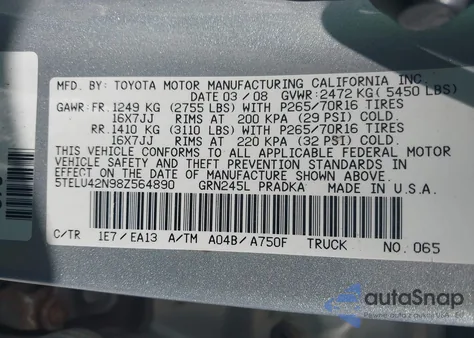 MFD. BY: TOYOTA MOTOR MANUFACTURING CALIFORNIA INC.
DATE 03 / 08 GVWR: 2472 KG ( 5450 LBS)
GAWR: FR. 1249 KG (2755 LBS) WITH P265/70R16 TIRES
16X7JJ RIMS AT 200 KPA (29 PSI) COLD.
RR. 1410 KG (3110 LBS) WITH P265/70R16 TIRES
16X7JJ RIMS AT 220 KPA (32 PSI) COLD.
THIS VEHICLE CONFORMS TO ALL APPLICABLE FEDERAL MOTOR
VEHICLE SAFETY AND THEFT PREVENTION STANDARDS IN
EFFECT ON THE DATE OF MANUFACTURE SHOWN ABOVE.
5TELU42N98Z564890 GRN245L PRADKA
C/TR 1E7 / EA13 A/TM A04B / A750F TRUCK NO. 065
autoSnap